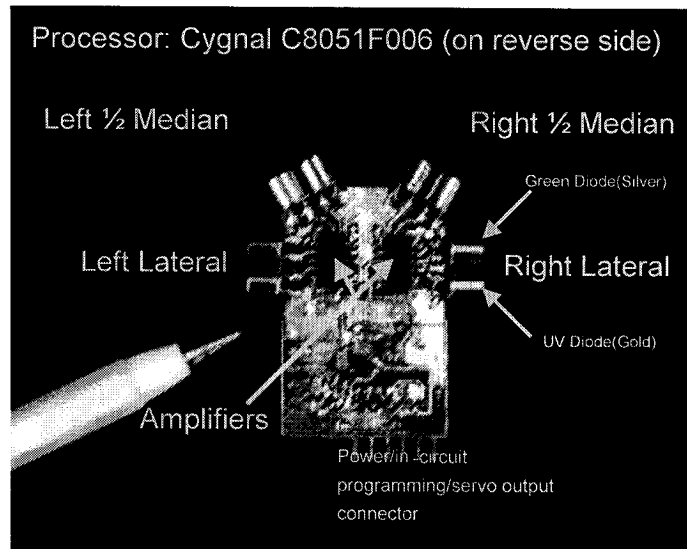 Processor: Cygnal C8051F006 (on reverse side)
Left ½ Median
Right ½ Median
Green Diode(Silver)
Left Lateral
Right Lateral
UV Diode(Gold)
Amplifiers
Power/in -circuit
programming/servo output
connector